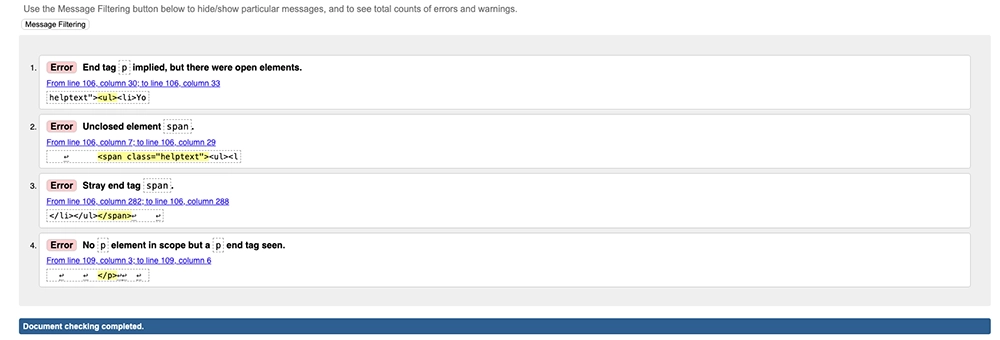 Use the Message Filtering button below to hide/show particular messages, and to see total counts of errors and warnings.
Message Filtering
1. Error End tag p implied, but there were open elements.
From line 106, column 30; to line 106, column 33
helptext"><ul><li>Yo
2. Error Unclosed element span.
From line 106, column 7; to line 106, column 29
↩ <span class="helptext"><ul><l
3. Error Stray end tag span.
From line 106, column 282; to line 106, column 288
</li></ul></span>↩ ↩
4. Error No p element in scope but a p end tag seen.
From line 109, column 3; to line 109, column 6
↩ ↩ </p>↩↩ ↩
Document checking completed.